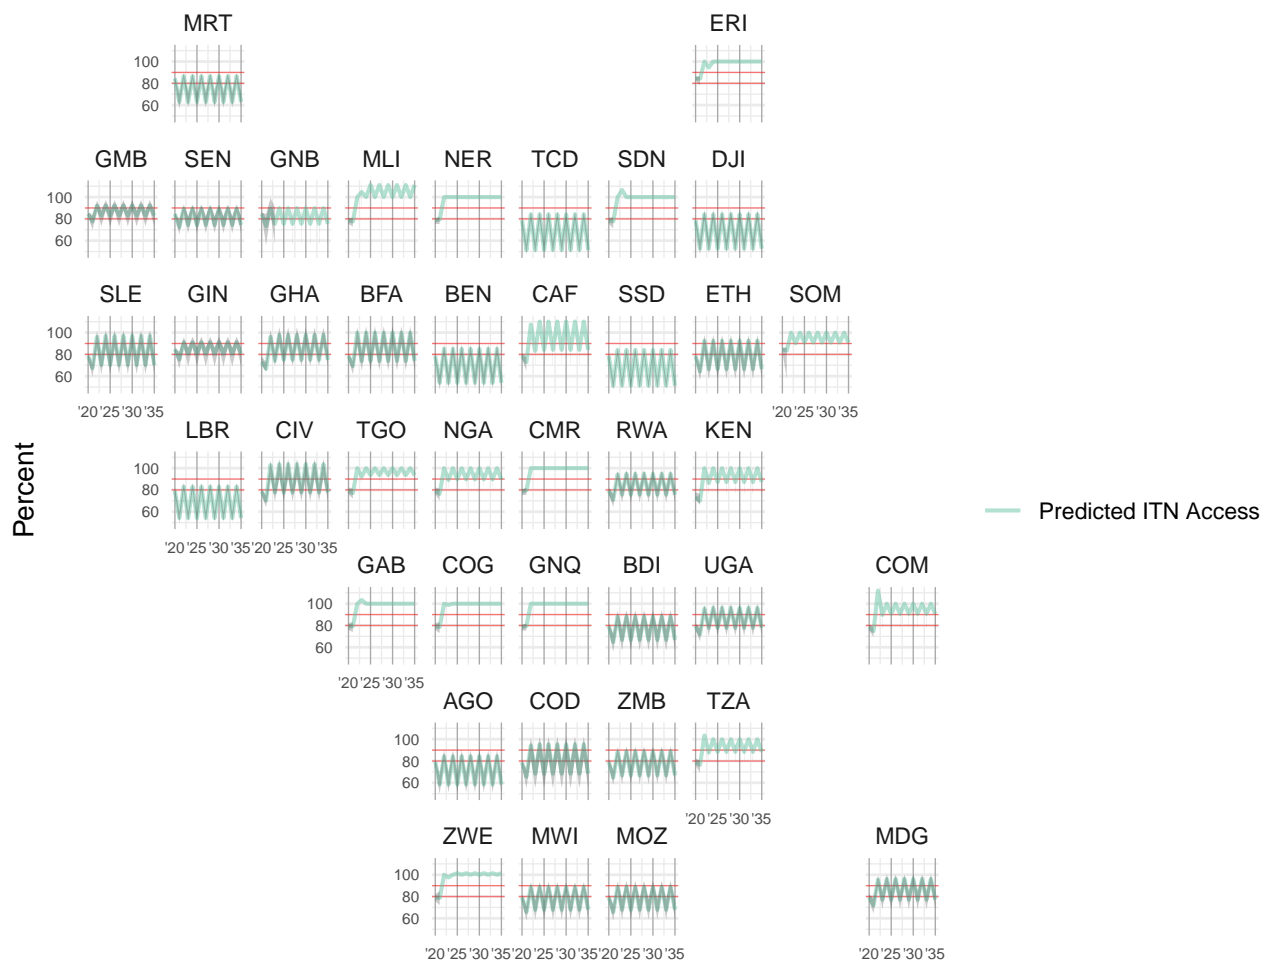 MRT ERI
100
80
60
GMB SEN GNB MLI NER TCD SDN DJI
100
80
60
SLE GIN GHA BFA BEN CAF SSD ETH SOM
100
80
60
'20 '25 '30 '35 '20 '25 '30 '35
LBR CIV TGO NGA CMR RWA KEN
100
80
60
'20 '25 '30 '35 '20 '25 '30 '35
GAB COG GNQ BDI UGA COM
100
80
60
'20 '25 '30 '35
AGO COD ZMB TZA
100
80
60
'20 '25 '30 '35
ZWE MWI MOZ MDG
100
80
60
'20 '25 '30 '35 '20 '25 '30 '35 '20 '25 '30 '35 '20 '25 '30 '35
Percent
Predicted ITN Access